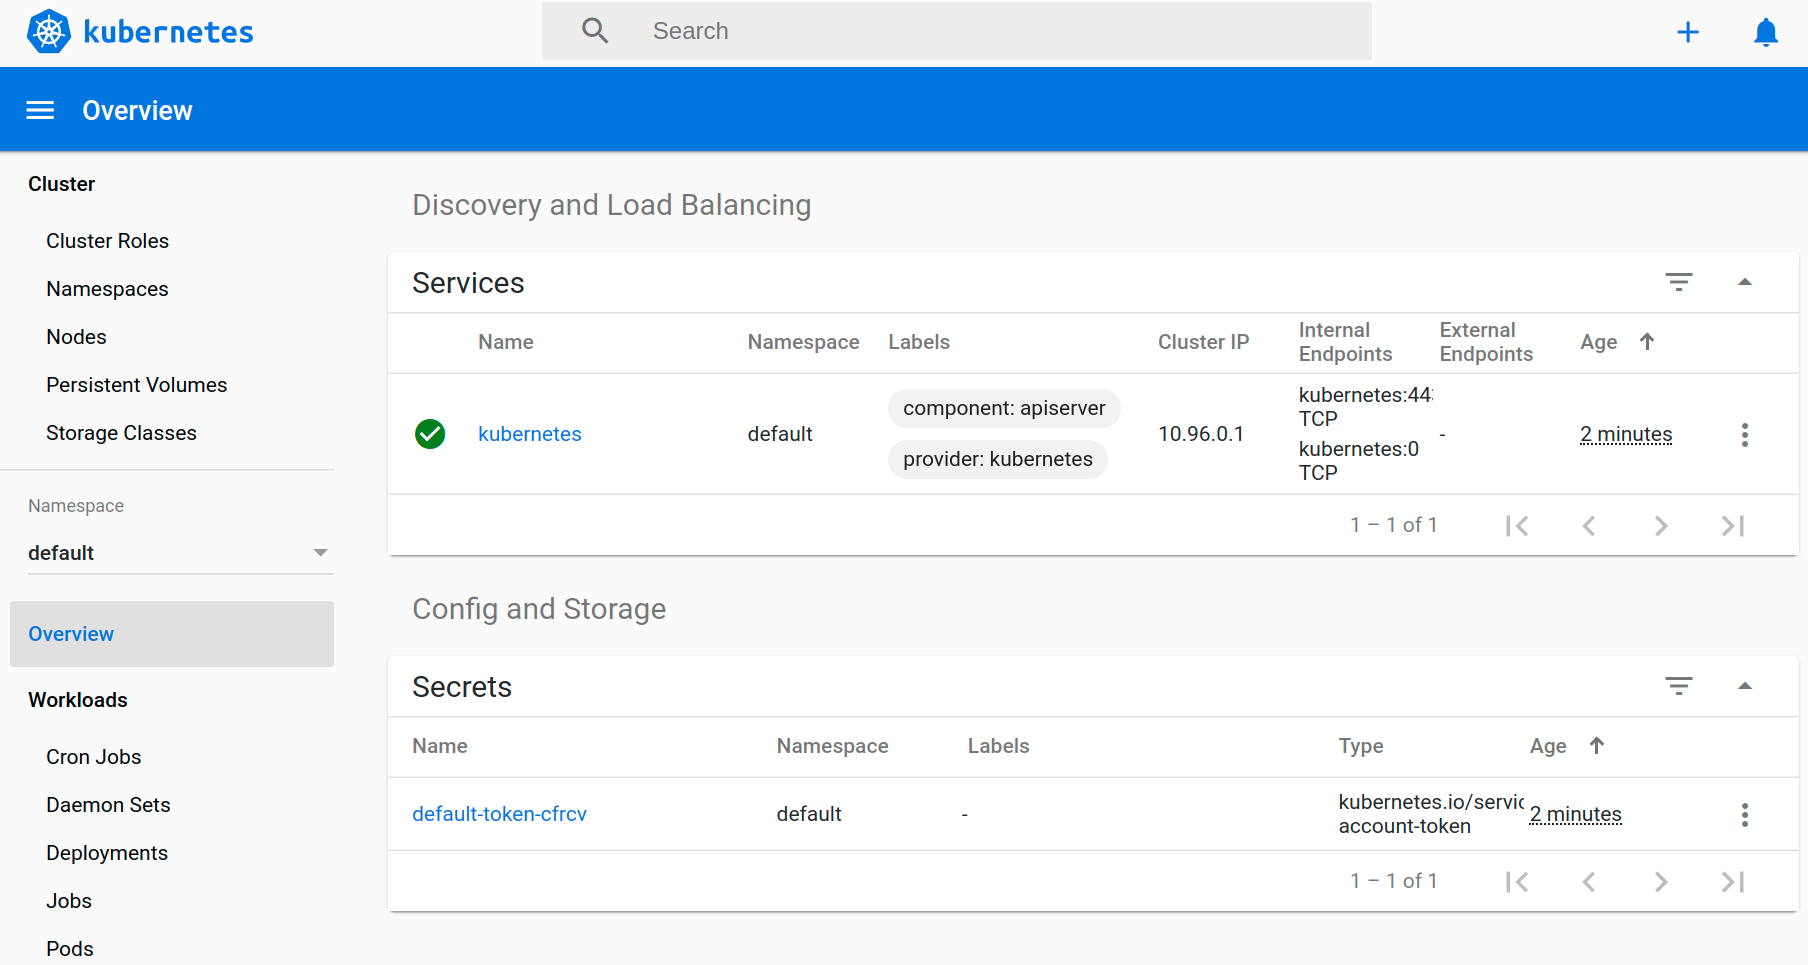 kubernetes
Search
Overview
Cluster
Cluster Roles
Namespaces
Nodes
Persistent Volumes
Storage Classes
Namespace
default
Overview
Workloads
Cron Jobs
Daemon Sets
Deployments
Jobs
Pods
Discovery and Load Balancing
Services
Name Namespace Labels Cluster IP Internal Endpoints External Endpoints Age
kubernetes default component: apiserver provider: kubernetes 10.96.0.1 kubernetes:44 TCP kubernetes:0 TCP - 2 minutes
1 – 1 of 1
Config and Storage
Secrets
Name Namespace Labels Type Age
default-token-cfrcv default - kubernetes.io/servic account-token 2 minutes
1 – 1 of 1